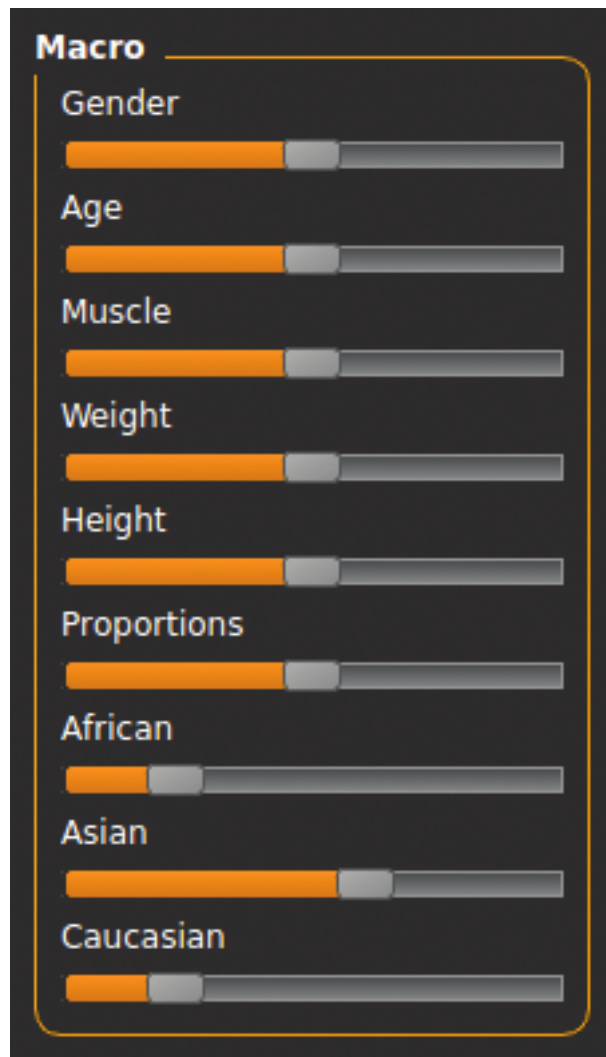 Macro
Gender
Age
Muscle
Weight
Height
Proportions
African
Asian
Caucasian